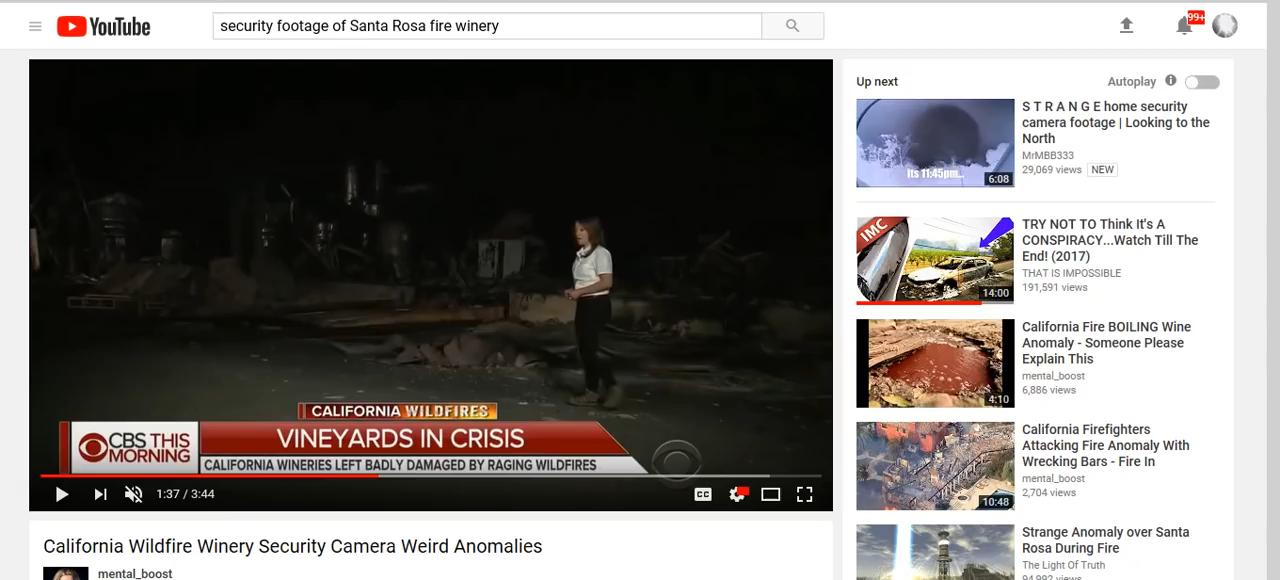 YouTube
security footage of Santa Rosa fire winery
99+
CALIFORNIA WILDFIRES
CBS THIS
MORNING
VINEYARDS IN CRISIS
CALIFORNIA WINERIES LEFT BADLY DAMAGED BY RAGING WILDFIRES
1:37 / 3:44
CC
California Wildfire Winery Security Camera Weird Anomalies
mental_boost
Up next
Autoplay
Its 11:45pm...
6:08
S T R A N G E home security
camera footage | Looking to the
North
MrMBB333
29,069 views NEW
IMC
14:00
TRY NOT TO Think It's A
CONSPIRACY...Watch Till The
End! (2017)
THAT IS IMPOSSIBLE
191,591 views
4:10
California Fire BOILING Wine
Anomaly - Someone Please
Explain This
mental_boost
6,886 views
10:48
California Firefighters
Attacking Fire Anomaly With
Wrecking Bars - Fire In
mental_boost
2,704 views
Strange Anomaly over Santa
Rosa During Fire
The Light Of Truth
94,992 views